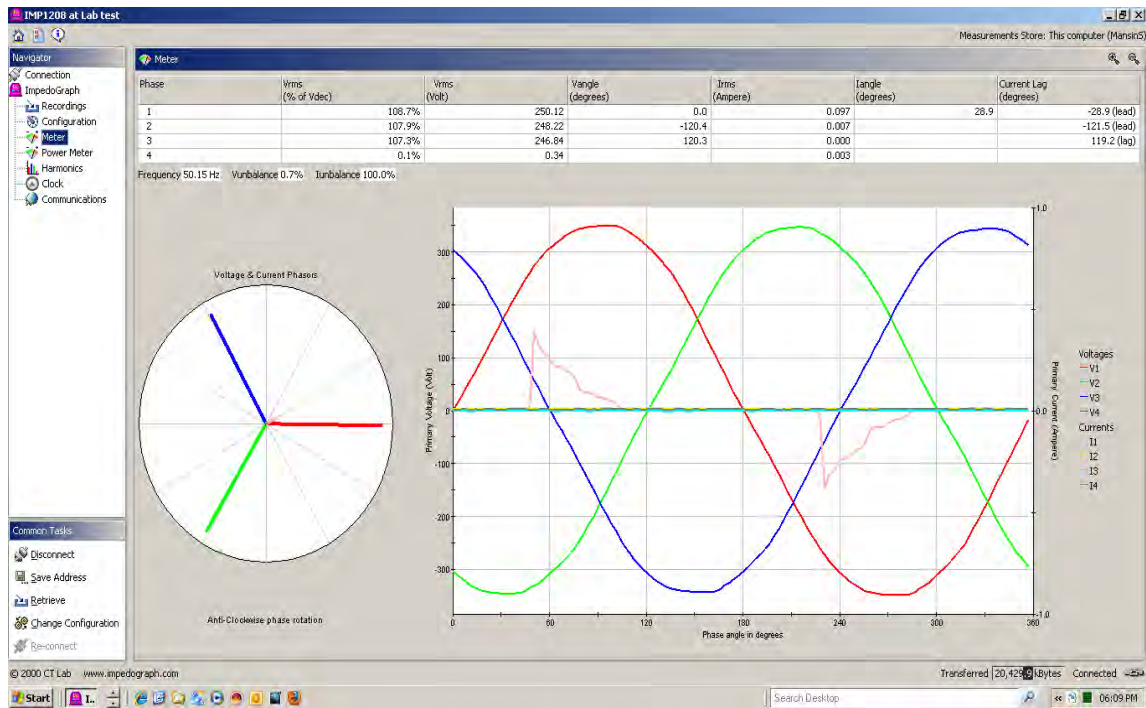 IMP1208 at Lab test
Measurements Store: This computer (MansinS)
Navigator
Connection
ImpedoGraph
Recordings
Configuration
Meter
Power Meter
Harmonics
Clock
Communications
Meter
Phase Vrms (% of Vdec) Vrms (Volt) Vangle (degrees) Irms (Ampere) Iangle (degrees) Current Lag (degrees)
1 108.7% 250.12 0.0 0.097 28.9 -28.9 (lead)
2 107.9% 248.22 -120.4 0.007 -121.5 (lead)
3 107.3% 246.84 120.3 0.000 119.2 (lag)
4 0.1% 0.34 0.003
Frequency 50.15 Hz Vunbalance 0.7% Iunbalance 100.0%
Voltage & Current Phasors
Anti-Clockwise phase rotation
Primary Voltage (Volt)
300
200
100
0
-100
-200
-300
1.0
0.0
-1.0
Primary Current (Ampere)
0 60 120 180 240 300 360
Phase angle in degrees
Voltages
V1
V2
V3
V4
Currents
I1
I2
I3
I4
Common Tasks
Disconnect
Save Address
Retrieve
Change Configuration
Re-connect
© 2000 CT Lab www.impedograph.com
Transferred 20,429.9 kBytes Connected
Start I.. Search Desktop 06:09 PM